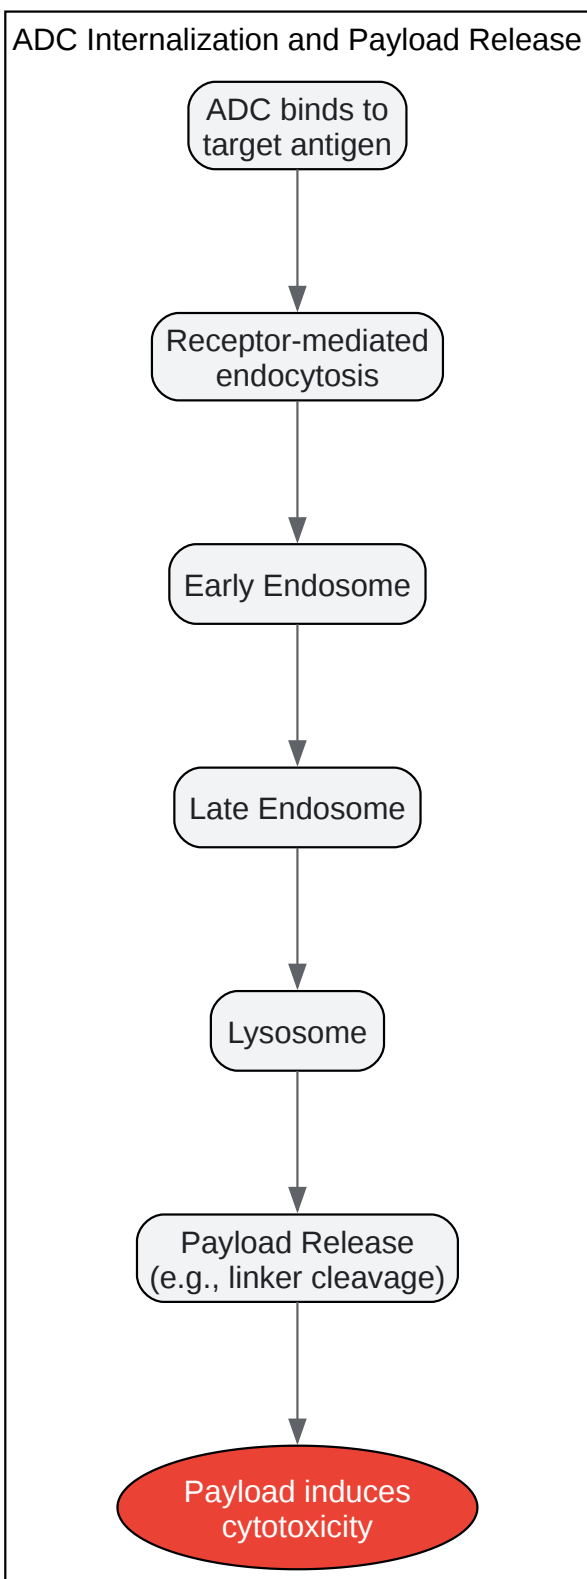 ADC Internalization and Payload Release
ADC binds to
target antigen
Receptor-mediated
endocytosis
Early Endosome
Late Endosome
Lysosome
Payload Release
(e.g., linker cleavage)
Payload induces
cytotoxicity